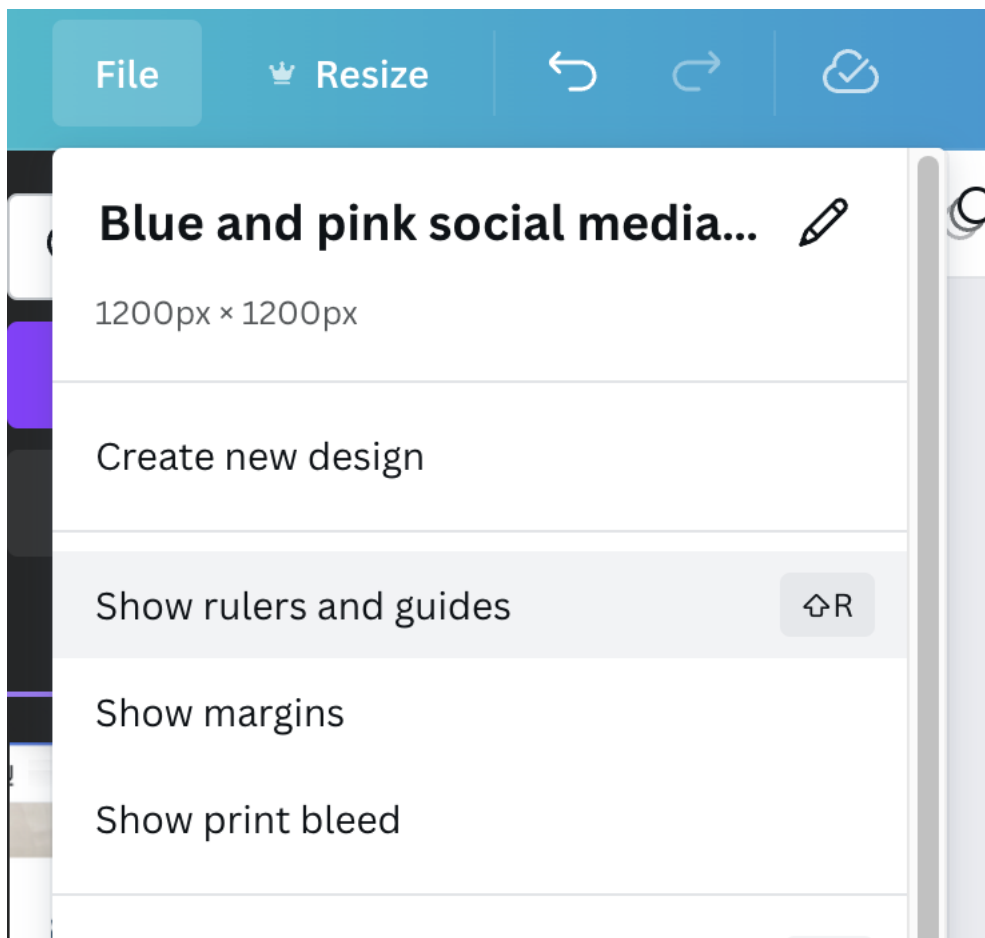 File Resize
Blue and pink social media...
1200px × 1200px
Create new design
Show rulers and guides ⇧R
Show margins
Show print bleed